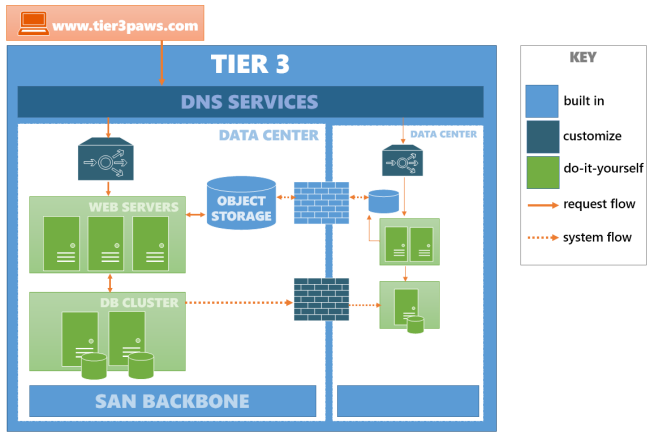 www.tier3paws.com
TIER 3
DNS SERVICES
DATA CENTER
DATA CENTER
WEB SERVERS
OBJECT
STORAGE
DB CLUSTER
SAN BACKBONE
KEY
built in
customize
do-it-yourself
request flow
system flow